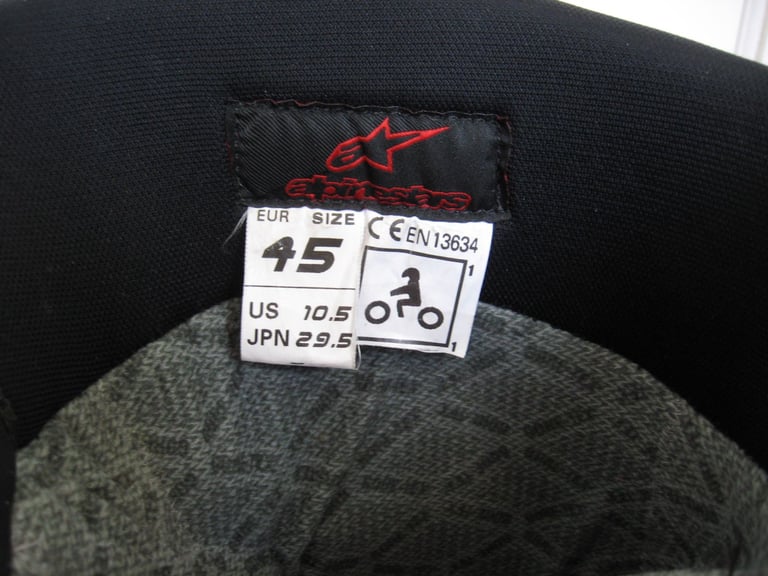 alpinestars
EUR SIZE
45
US 10.5
JPN 29.5
CE EN13634
1
1